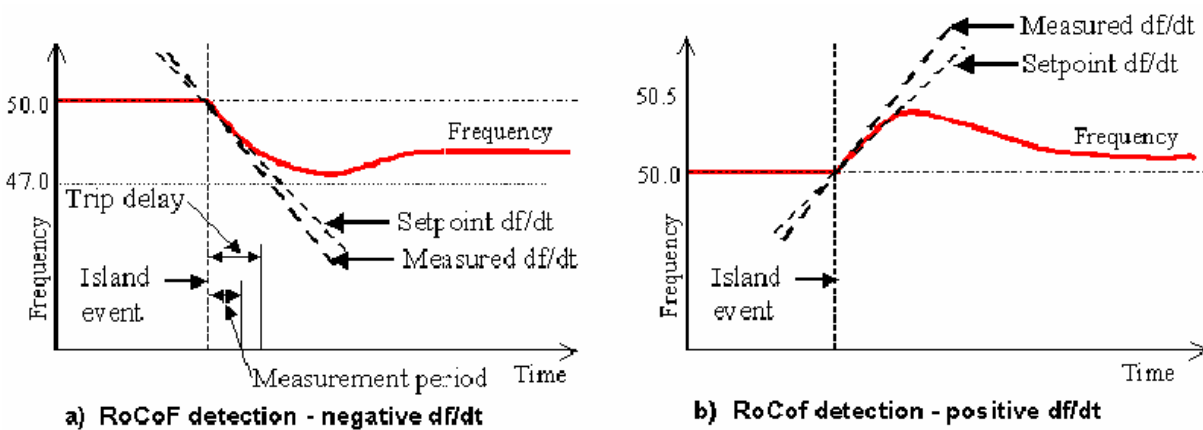 50.0
47.0
Frequency
Trip delay
Setpoint df/dt
Measured df/dt
Island
event
Frequency
Measurement period
Time
a) RoCoF detection - negative df/dt
Measured df/dt
Setpoint df/dt
50.5
50.0
Frequency
Frequency
Island
event
Time
b) RoCof detection - positive df/dt